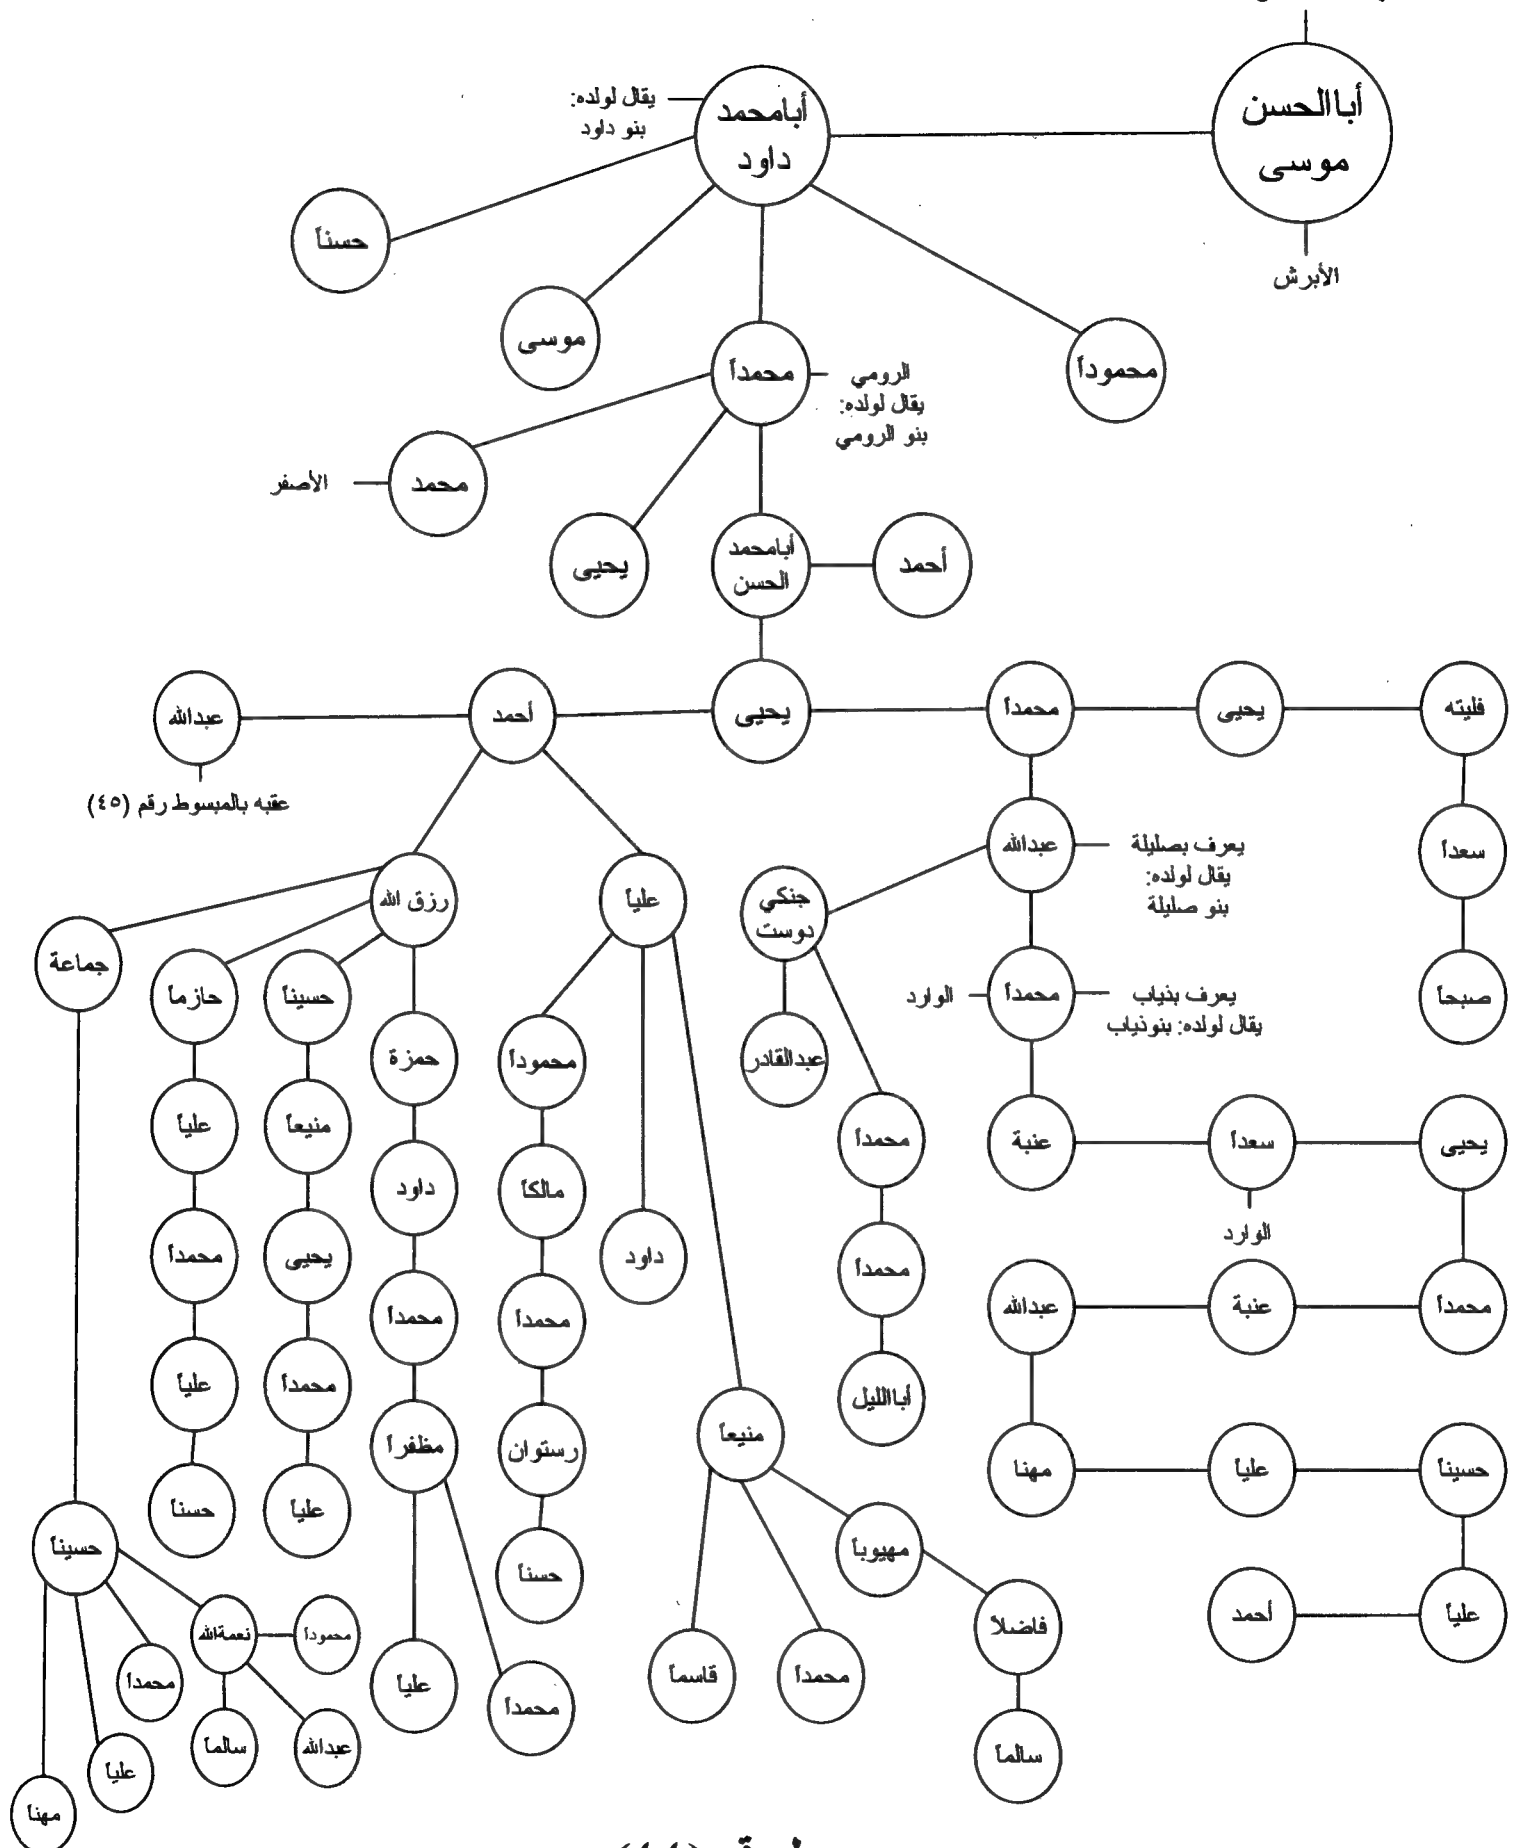 أباالحسن
موسى
الأبرش
أبامحمد
داود
يقال لولده:
بنو داود
محموداً
محمداً
الرومي
يقال لولده:
بنو الرومي
موسى
حسناً
أبامحمد
الحسن
أحمد
يحيى
محمد
الأصفر
فليته
يحيى
محمداً
يحيى
أحمد
عبدالله
عقبه بالمبسوط رقم (٤٥)
سعداً
صبحاً
عبدالله
يعرف بصليلة
يقال لولده:
بنو صليلة
محمداً
يعرف بذياب
يقال لولده: بنوذياب
الوارد
عنبة
سعداً
الوارد
يحيى
محمداً
عنبة
عبدالله
مهنا
علياً
حسيناً
علياً
أحمد
جنكي
دوست
عبدالقادر
محمداً
محمداً
أباالليل
علياً
محموداً
مالكاً
محمداً
رستوان
حسناً
داود
منيعاً
مهيوباً
فاضلاً
سالماً
محمداً
قاسماً
رزق الله
حمزة
داود
محمداً
مظفراً
محمداً
علياً
حسيناً
منيعاً
يحيى
محمداً
علياً
حازماً
علياً
محمداً
علياً
حسناً
جماعة
حسيناً
نعمةالله
محموداً
عبدالله
سالماً
محمداً
علياً
مهنا